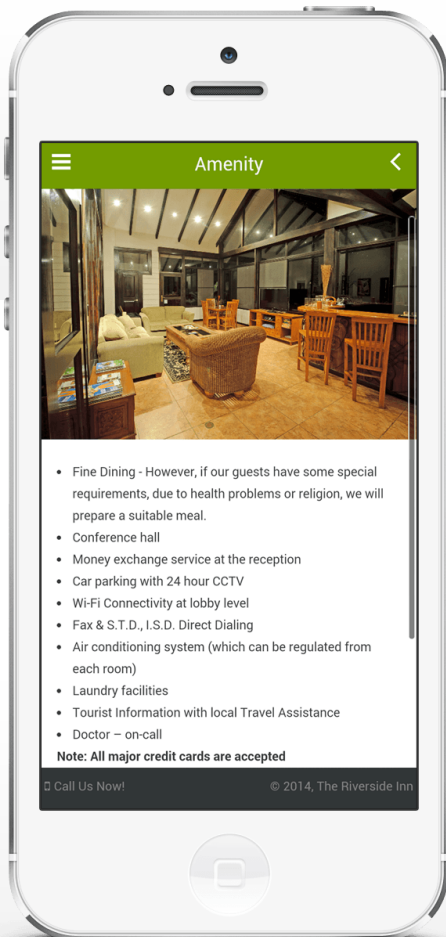 Amenity
• Fine Dining - However, if our guests have some special
requirements, due to health problems or religion, we will
prepare a suitable meal.
• Conference hall
• Money exchange service at the reception
• Car parking with 24 hour CCTV
• Wi-Fi Connectivity at lobby level
• Fax & S.T.D., I.S.D. Direct Dialing
• Air conditioning system (which can be regulated from
each room)
• Laundry facilities
• Tourist Information with local Travel Assistance
• Doctor – on-call
Note: All major credit cards are accepted
Call Us Now! © 2014, The Riverside Inn